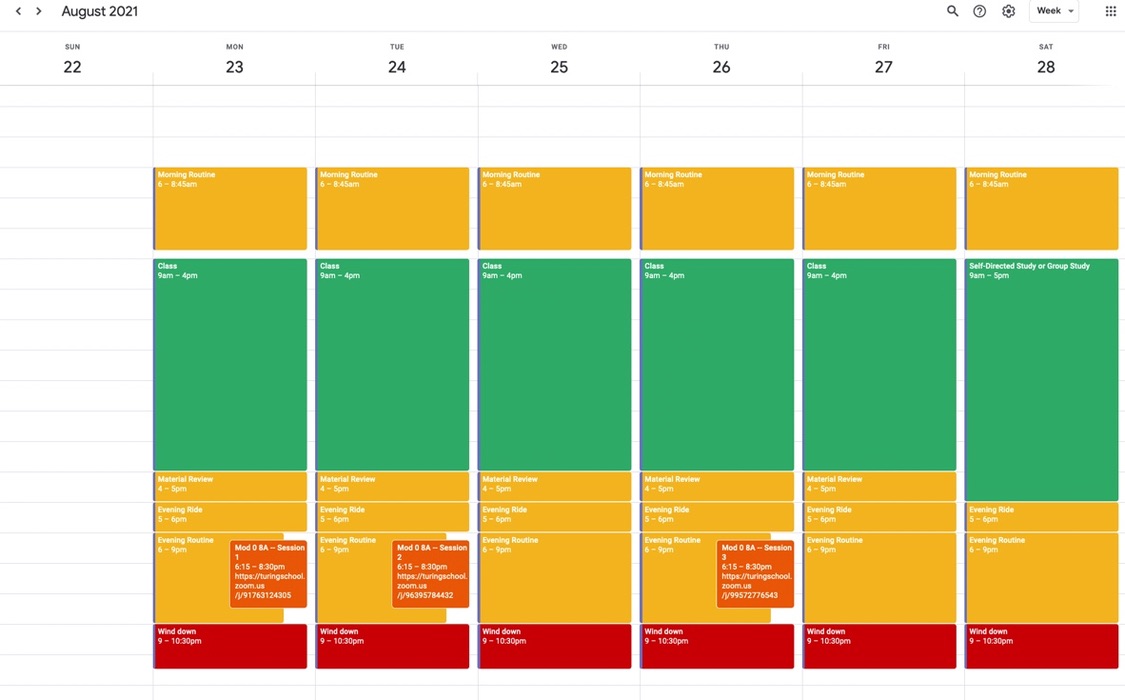 August 2021
Week
SUN
22
MON
23
TUE
24
WED
25
THU
26
FRI
27
SAT
28
Morning Routine
6 – 8:45am
Class
9am – 4pm
Material Review
4 – 5pm
Evening Ride
5 – 6pm
Evening Routine
6 – 9pm
Mod 0 8A -- Session
1
6:15 – 8:30pm
https://turingschool.
zoom.us
/j/91763124305
Wind down
9 – 10:30pm
Morning Routine
6 – 8:45am
Class
9am – 4pm
Material Review
4 – 5pm
Evening Ride
5 – 6pm
Evening Routine
6 – 9pm
Mod 0 8A -- Session
2
6:15 – 8:30pm
https://turingschool.
zoom.us
/j/96395784432
Wind down
9 – 10:30pm
Morning Routine
6 – 8:45am
Class
9am – 4pm
Material Review
4 – 5pm
Evening Ride
5 – 6pm
Evening Routine
6 – 9pm
Wind down
9 – 10:30pm
Morning Routine
6 – 8:45am
Class
9am – 4pm
Material Review
4 – 5pm
Evening Ride
5 – 6pm
Evening Routine
6 – 9pm
Mod 0 8A -- Session
3
6:15 – 8:30pm
https://turingschool.
zoom.us
/j/99572776543
Wind down
9 – 10:30pm
Morning Routine
6 – 8:45am
Class
9am – 4pm
Material Review
4 – 5pm
Evening Ride
5 – 6pm
Evening Routine
6 – 9pm
Wind down
9 – 10:30pm
Morning Routine
6 – 8:45am
Self-Directed Study or Group Study
9am – 5pm
Evening Ride
5 – 6pm
Evening Routine
6 – 9pm
Wind down
9 – 10:30pm